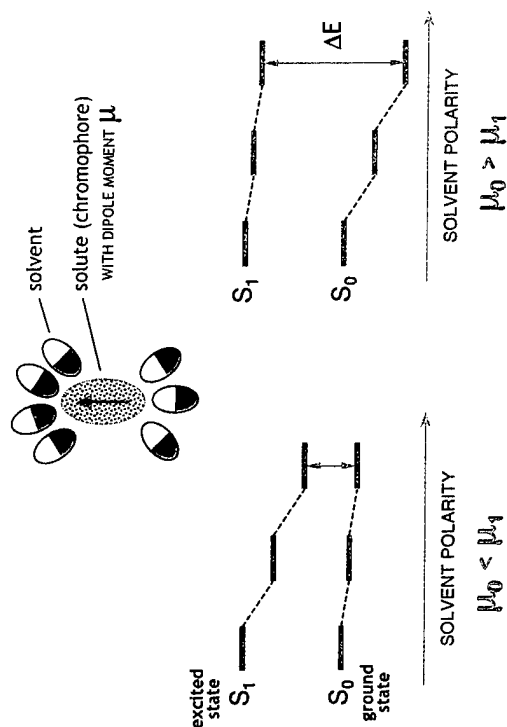 solvent
solute (chromophore)
WITH DIPOLE MOMENT μ
excited
state
S₁
S₀
ground
state
SOLVENT POLARITY
μ₀ < μ₁
S₁
S₀
ΔE
SOLVENT POLARITY
μ₀ > μ₁